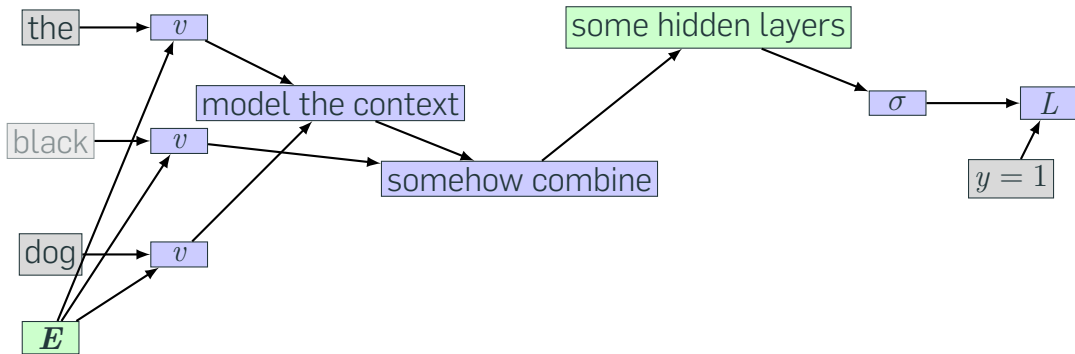 the
v
some hidden layers
model the context
σ
L
black
v
somehow combine
y = 1
dog
v
E